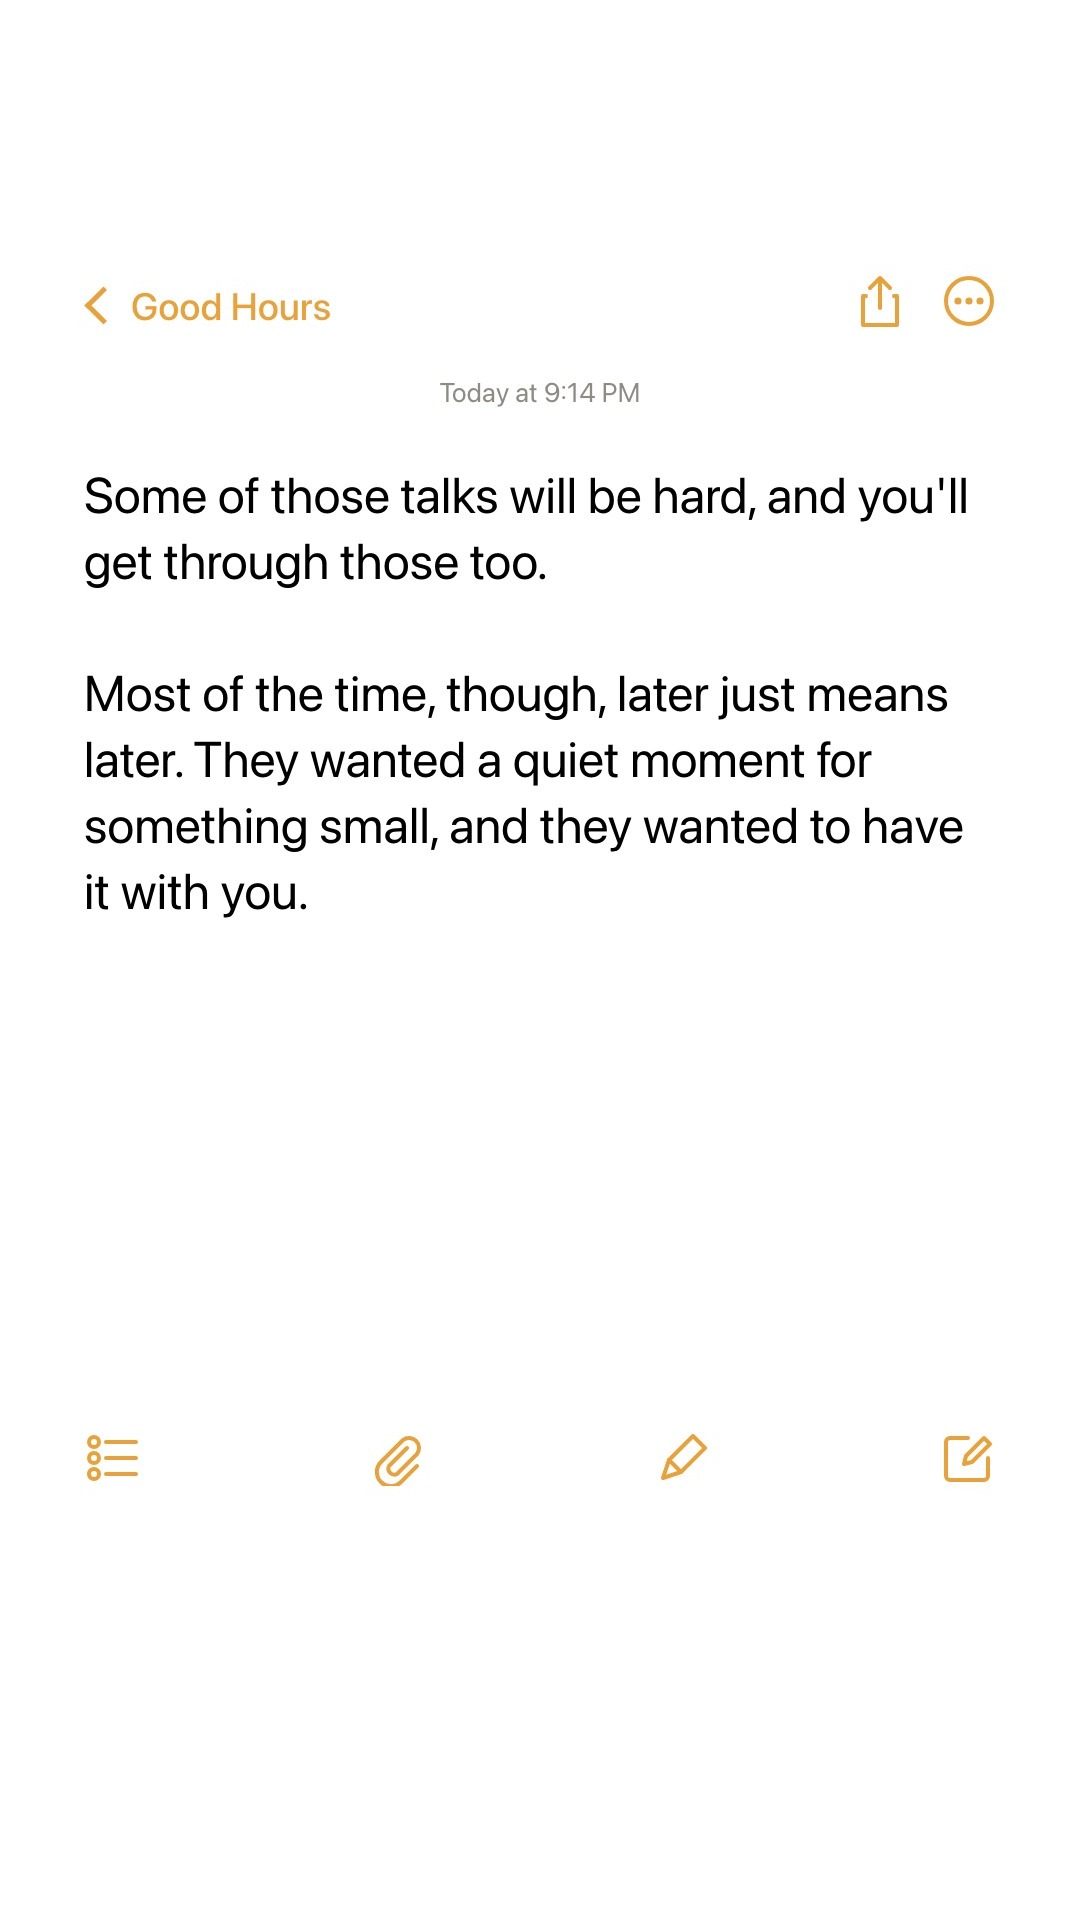 Good Hours
Today at 9:14 PM
Some of those talks will be hard, and you'll
get through those too.
Most of the time, though, later just means
later. They wanted a quiet moment for
something small, and they wanted to have
it with you.